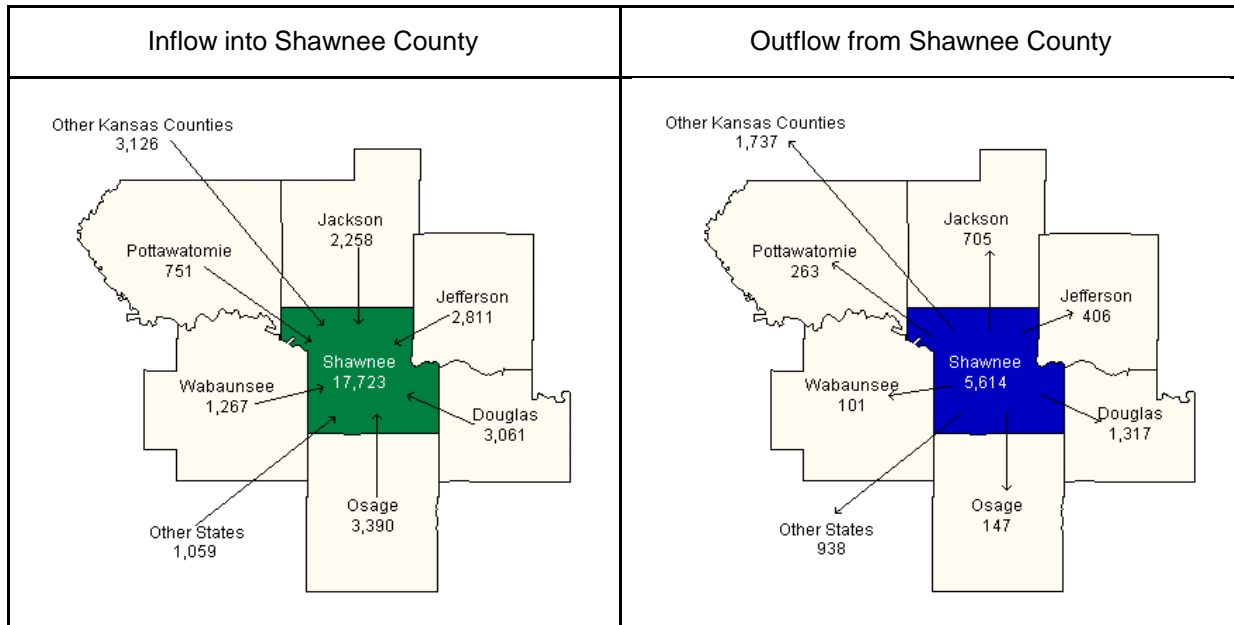 Inflow into Shawnee County
Outflow from Shawnee County
Other Kansas Counties
3,126
Jackson
2,258
Pottawatomie
751
Jefferson
2,811
Shawnee
17,723
Wabaunsee
1,267
Douglas
3,061
Osage
3,390
Other States
1,059
Other Kansas Counties
1,737
Jackson
705
Pottawatomie
263
Jefferson
406
Shawnee
5,614
Wabaunsee
101
Douglas
1,317
Osage
147
Other States
938